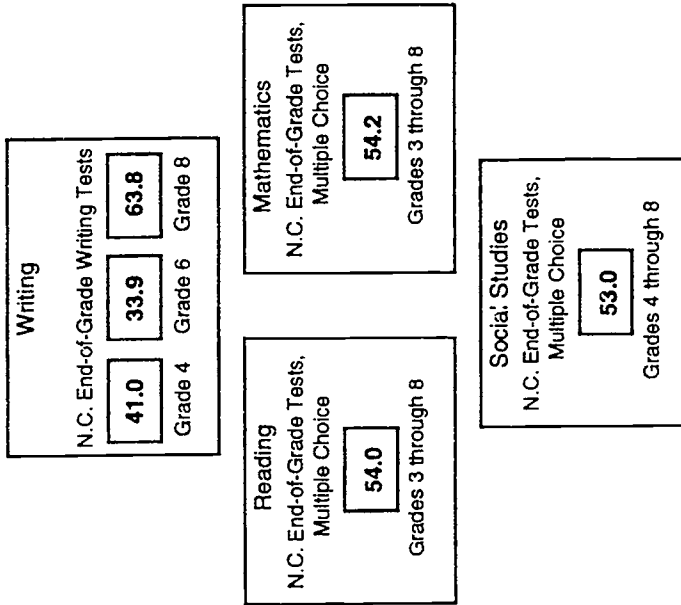 Writing
N.C. End-of-Grade Writing Tests
41.0 33.9 63.8
Grade 4 Grade 6 Grade 8
Reading
N.C. End-of-Grade Tests,
Multiple Choice
54.0
Grades 3 through 8
Mathematics
N.C. End-of-Grade Tests,
Multiple Choice
54.2
Grades 3 through 8
Social Studies
N.C. End-of-Grade Tests,
Multiple Choice
53.0
Grades 4 through 8